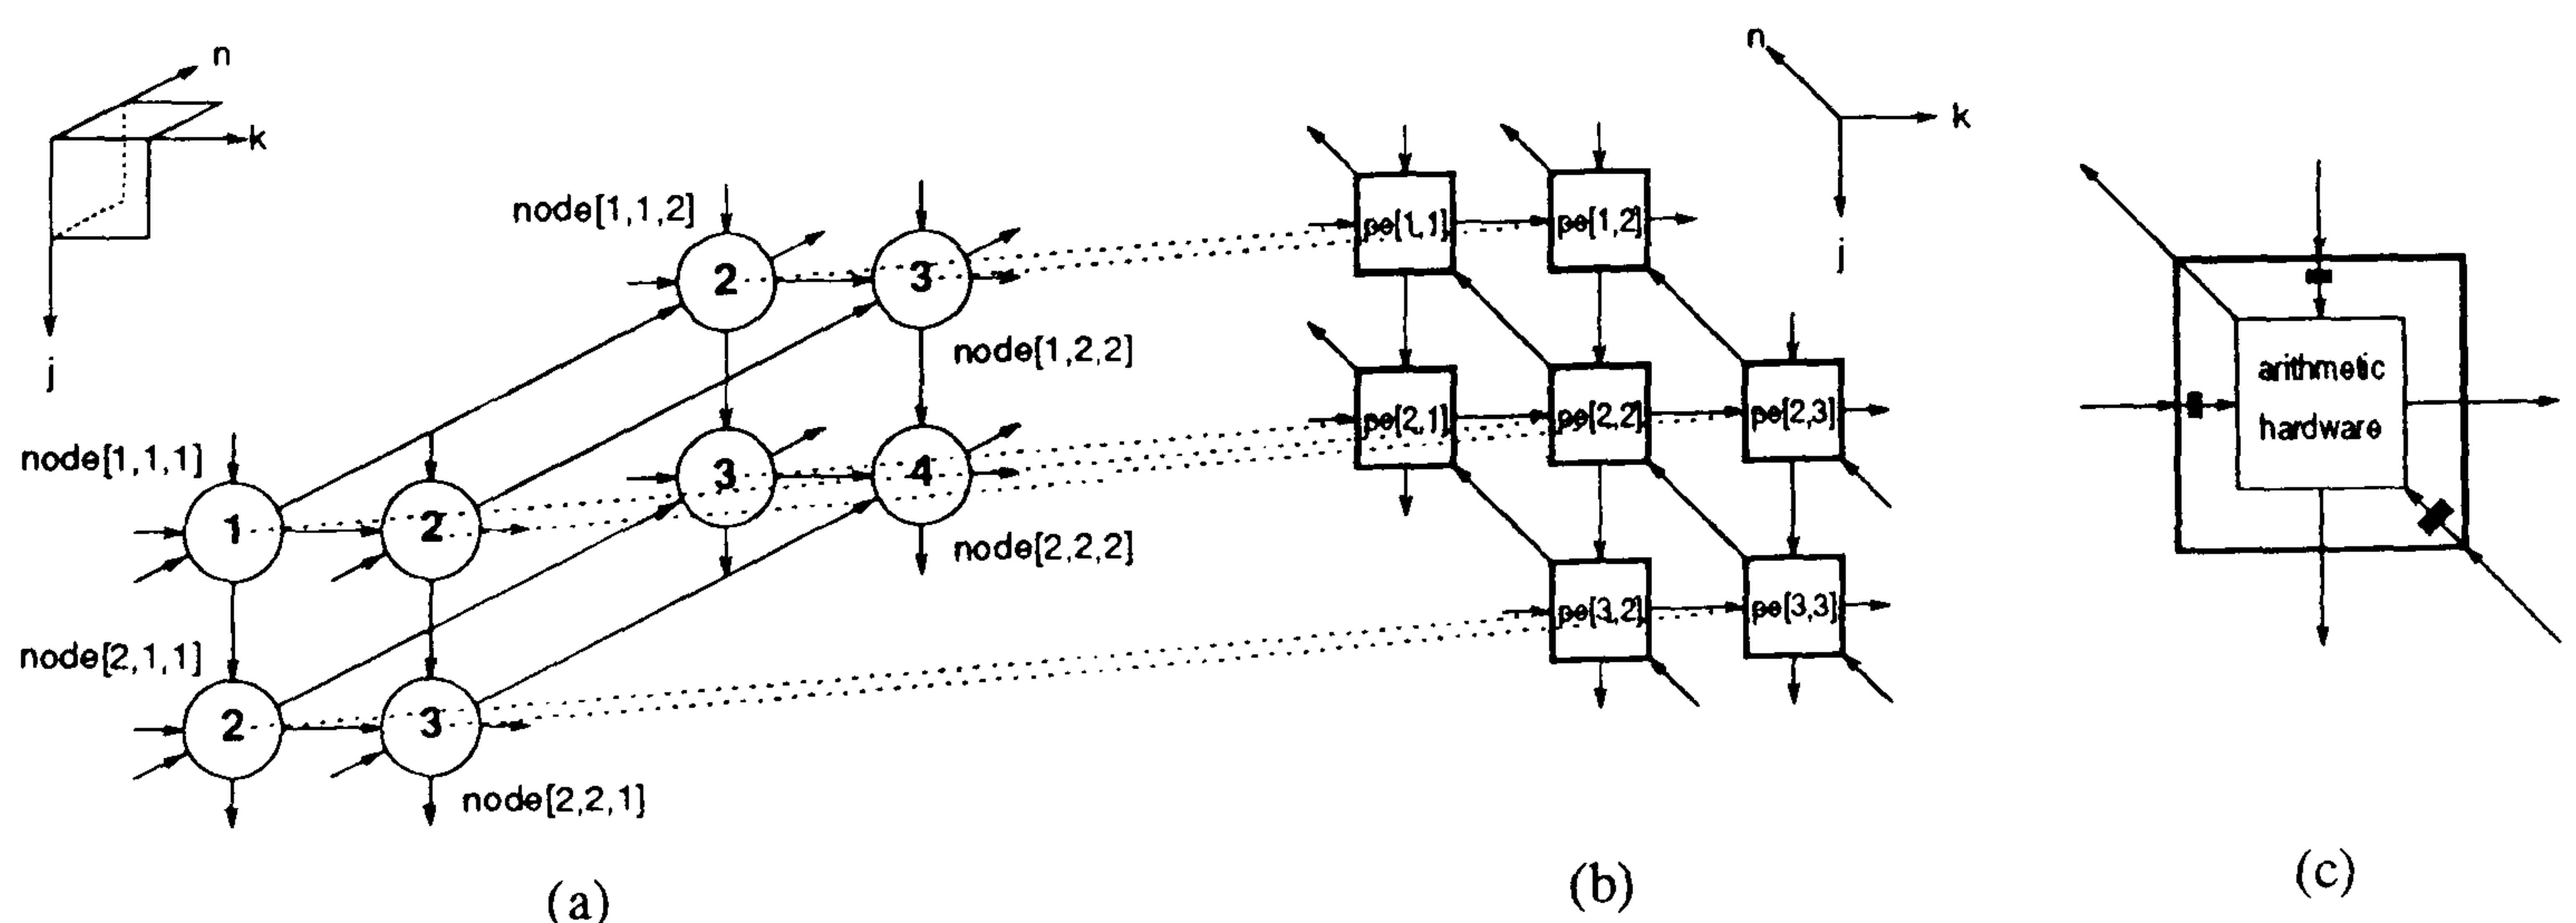 n
k
j
node[1,1,2]
2
3
node[1,2,2]
node[1,1,1]
1
2
3
4
node[2,2,2]
node[2,1,1]
2
3
node[2,2,1]
(a)
n
k
j
pe[1,1]
pe[1,2]
pe[2,1]
pe[2,2]
pe[2,3]
pe[3,2]
pe[3,3]
(b)
arithmetic
hardware
(c)